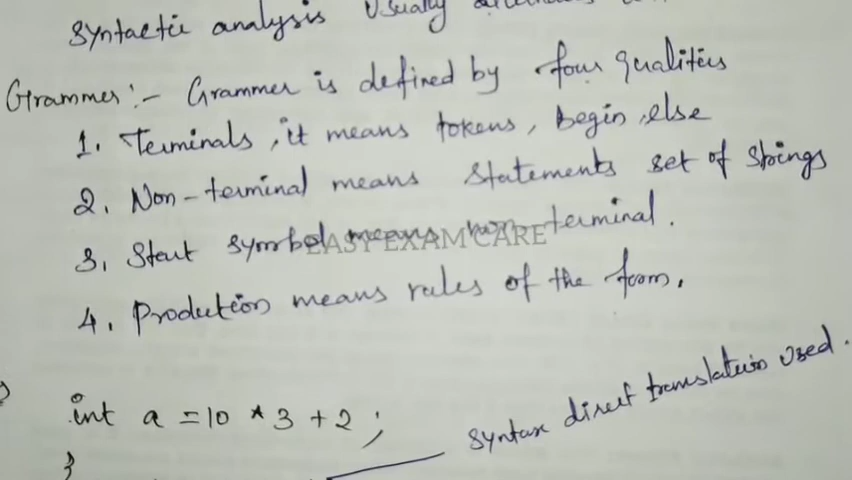 Syntactic analysis usually
Grammer :- Grammer is defined by four qualities
1. Terminals, it means tokens, begin, else
2. Non-terminal means statements set of strings
3. Start symbol means non-terminal.
EASY EXAM CARE
4. Production means rules of the form.
int a = 10 * 3 + 2 ;
syntax direct translation used.
}